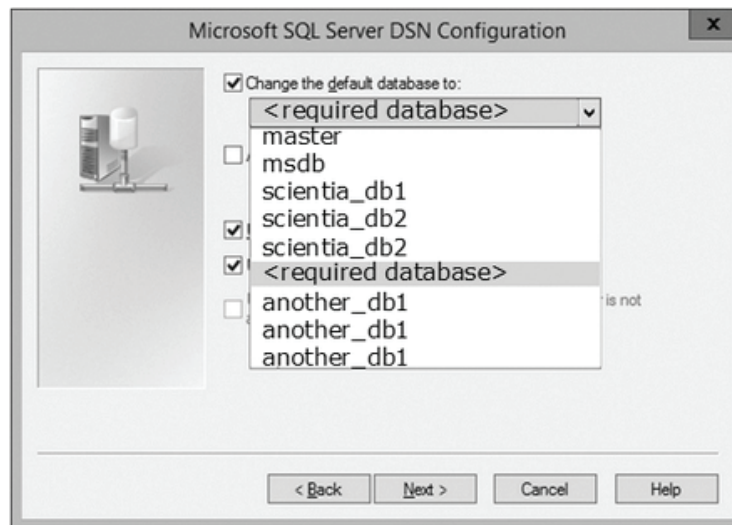 Microsoft SQL Server DSN Configuration
x
Change the default database to:
<required database>
master
msdb
scientia_db1
scientia_db2
scientia_db2
<required database>
is not
another_db1
another_db1
another_db1
< Back Next > Cancel Help